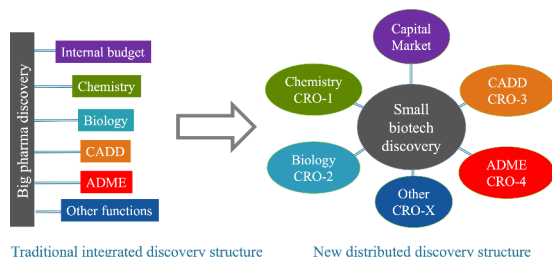 Big pharma discovery
Internal budget
Chemistry
Biology
CADD
ADME
Other functions
Capital
Market
Chemistry
CRO-1
CADD
CRO-3
Small
biotech
discovery
Biology
CRO-2
ADME
CRO-4
Other
CRO-X
Traditional integrated discovery structure
New distributed discovery structure